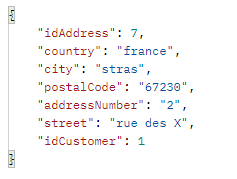 {
"idAddress": 7,
"country": "france",
"city": "stras",
"postalCode": "67230",
"addressNumber": "2",
"street": "rue des X",
"idCustomer": 1
}